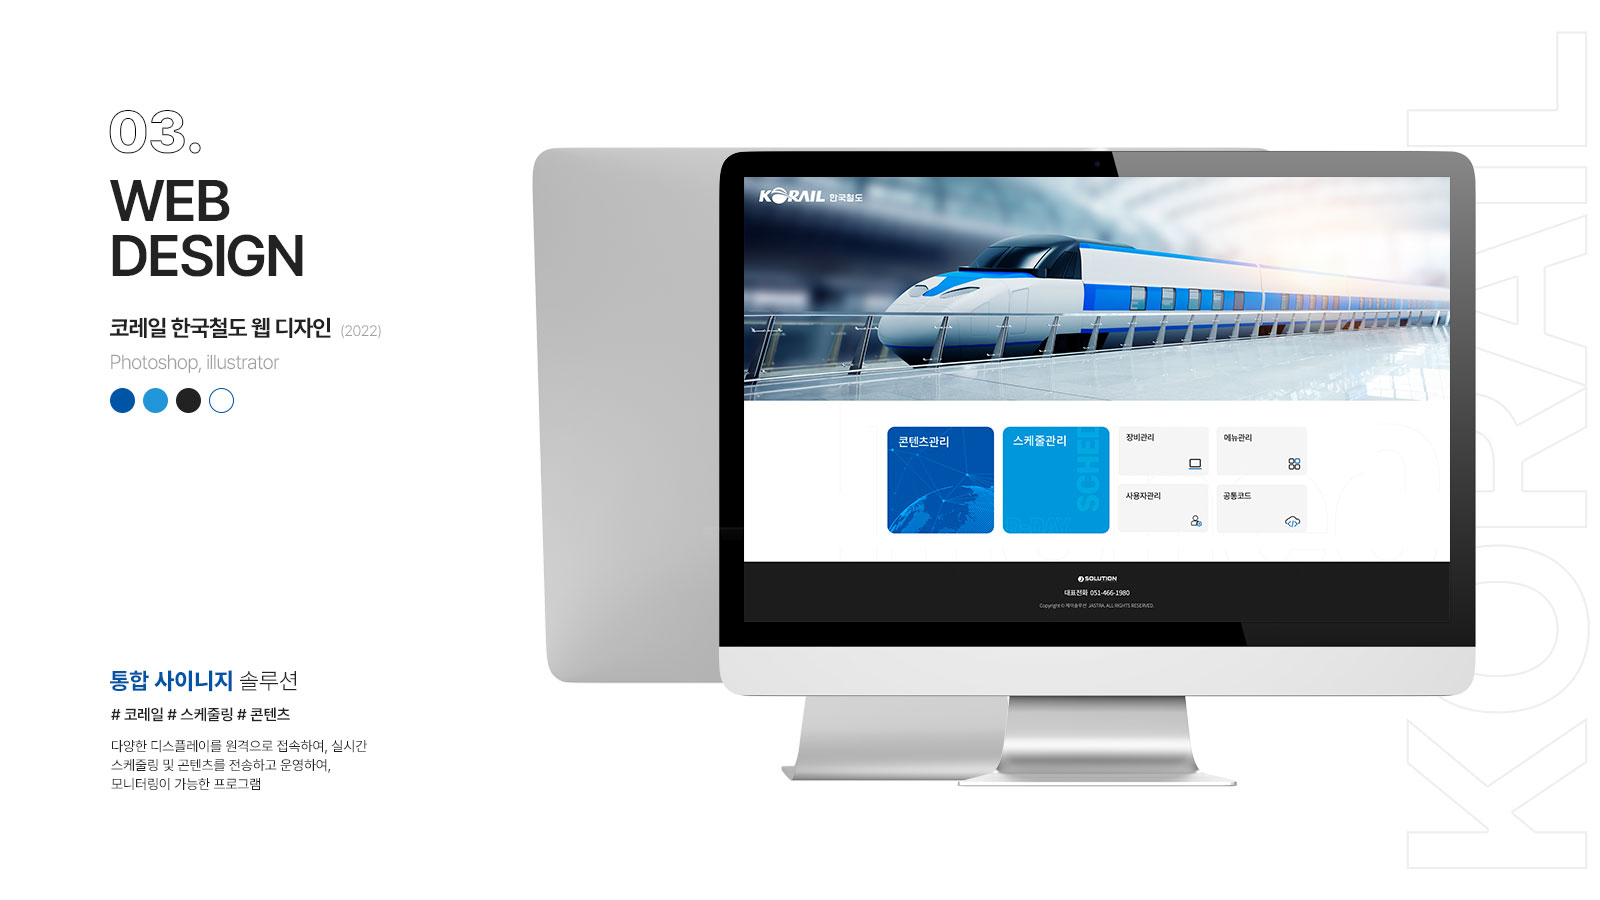 03.
WEB
DESIGN
코레일 한국철도 웹 디자인 (2022)
Photoshop, illustrator
통합 사이니지 솔루션
# 코레일 # 스케줄링 # 콘텐츠
다양한 디스플레이를 원격으로 접속하여, 실시간
스케줄링 및 콘텐츠를 전송하고 운영하여,
모니터링이 가능한 프로그램
KORAIL 한국철도
콘텐츠관리
스케줄관리
SCHED
장비관리
메뉴관리
사용자관리
공통코드
SOLUTION
대표전화 051-466-1980
Copyright © 제이솔루션 JASTRA. ALL RIGHTS RESERVED.
KORAIL